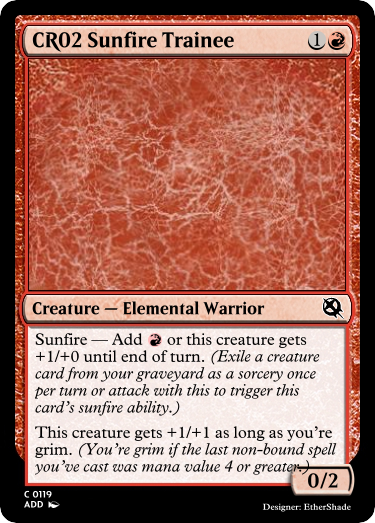 CR02 Sunfire Trainee 1
Creature — Elemental Warrior
Sunfire — Add or this creature gets
+1/+0 until end of turn. (Exile a creature
card from your graveyard as a sorcery once
per turn or attack with this to trigger this
card's sunfire ability.)
This creature gets +1/+1 as long as you're
grim. (You're grim if the last non-bound spell
you've cast was mana value 4 or greater.)
0/2
C 0119
ADD
Designer: EtherShade